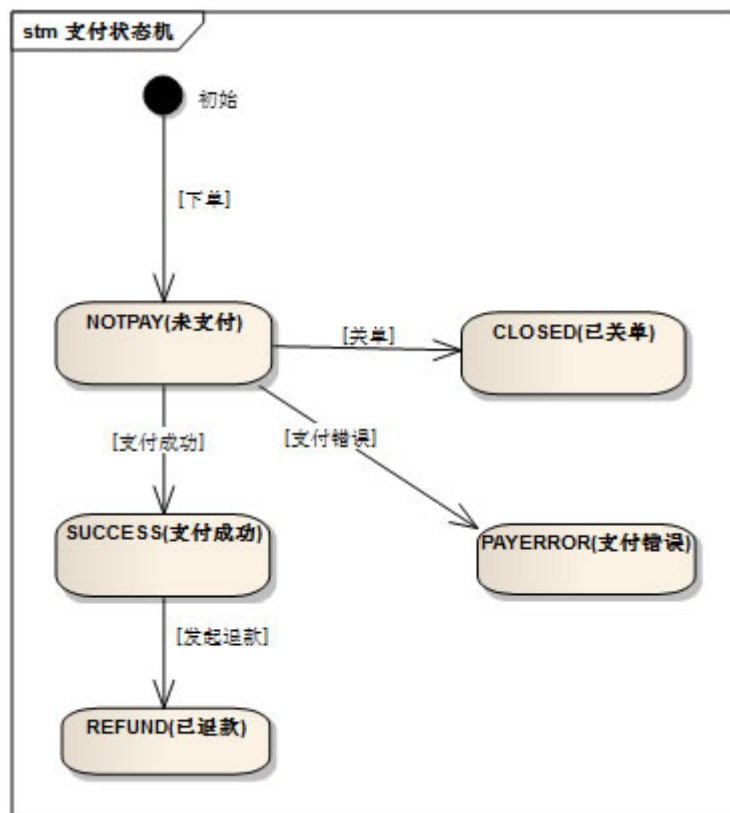 stm 支付状态机
初始
[下单]
NOTPAY(未支付)
[关单]
CLOSED(已关单)
[支付成功]
[支付错误]
SUCCESS(支付成功)
PAYERROR(支付错误)
[发起退款]
REFUND(已退款)